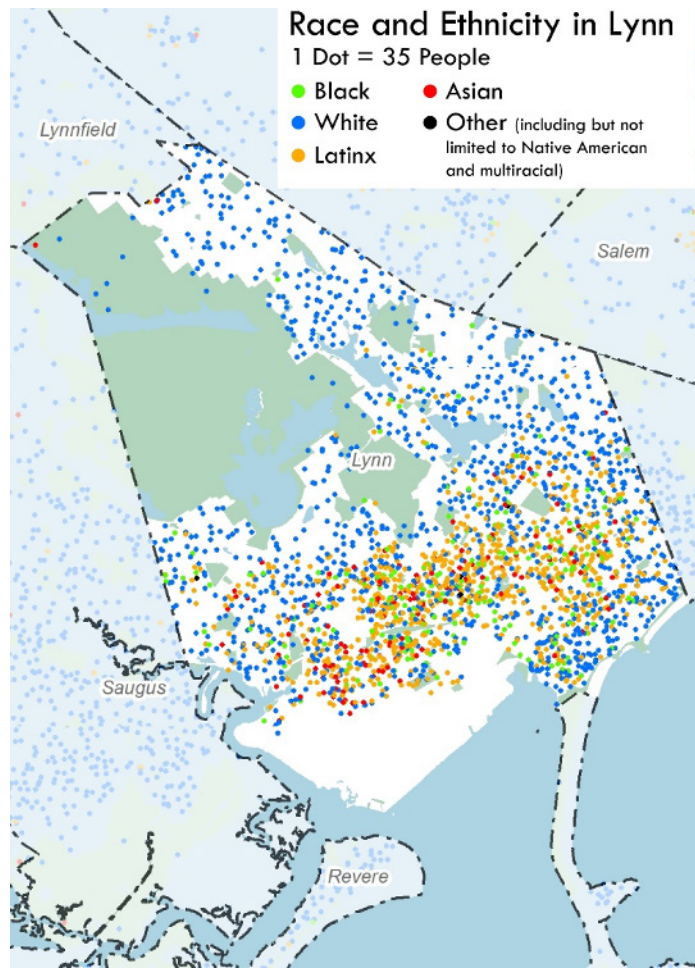 Race and Ethnicity in Lynn
1 Dot = 35 People
Black
Asian
White
Other (including but not
limited to Native American
and multiracial)
Latinx
Lynnfield
Salem
Lynn
Saugus
Revere